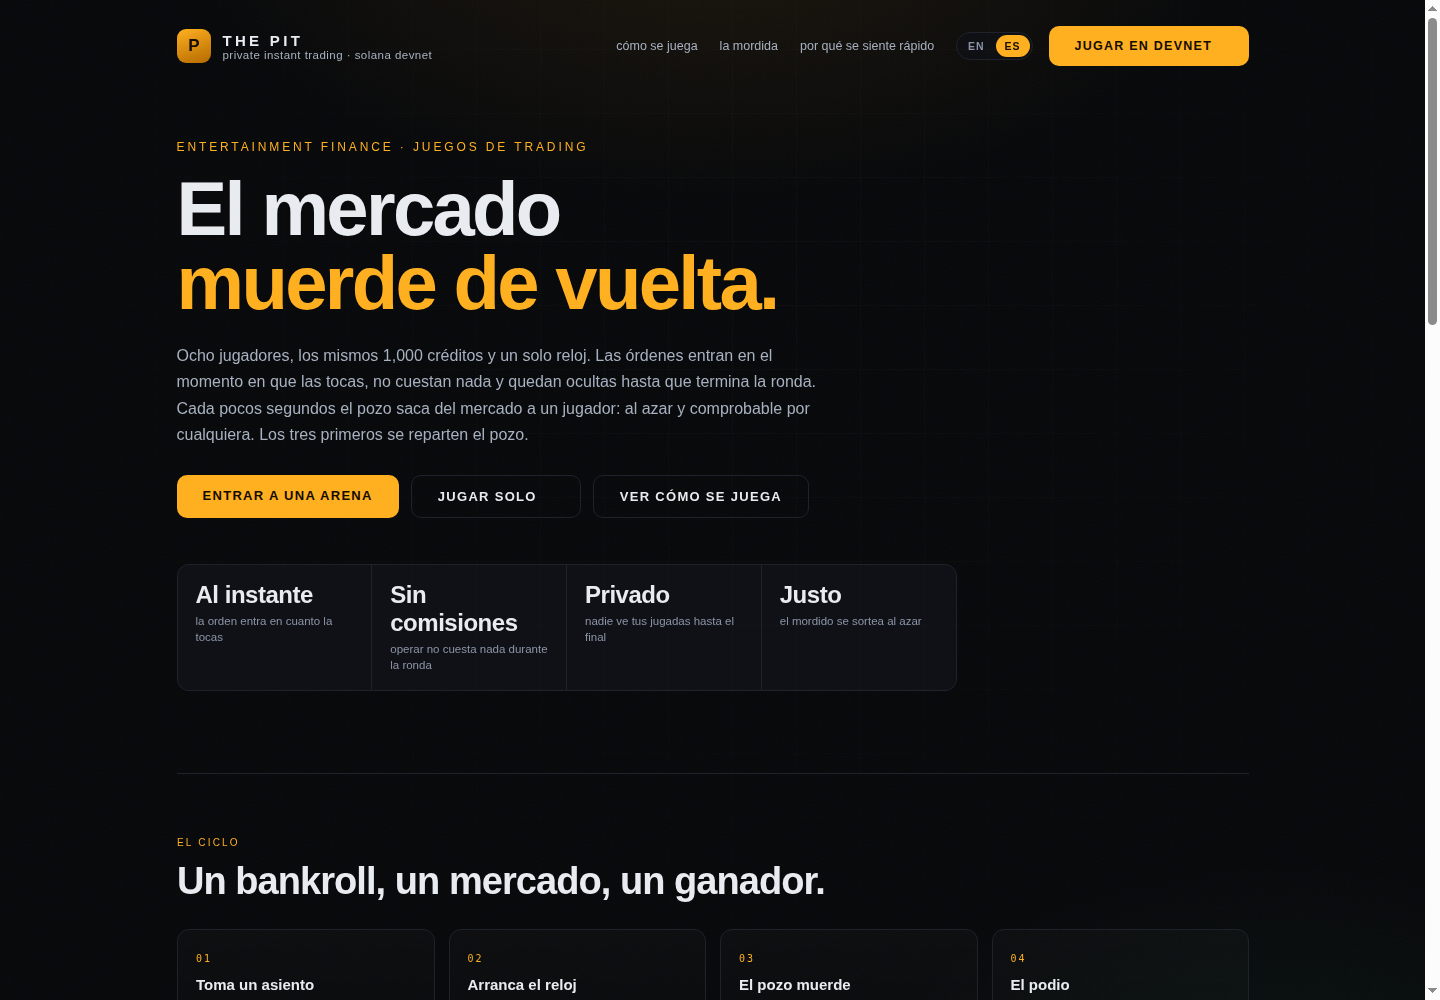 P
THE PIT
private instant trading · solana devnet
cómo se juega
la mordida
por qué se siente rápido
EN
ES
JUGAR EN DEVNET
ENTERTAINMENT FINANCE · JUEGOS DE TRADING
El mercado
muerde de vuelta.
Ocho jugadores, los mismos 1,000 créditos y un solo reloj. Las órdenes entran en el
momento en que las tocas, no cuestan nada y quedan ocultas hasta que termina la ronda.
Cada pocos segundos el pozo saca del mercado a un jugador: al azar y comprobable por
cualquiera. Los tres primeros se reparten el pozo.
ENTRAR A UNA ARENA
JUGAR SOLO
VER CÓMO SE JUEGA
Al instante
la orden entra en cuanto la
tocas
Sin
comisiones
operar no cuesta nada durante
la ronda
Privado
nadie ve tus jugadas hasta el
final
Justo
el mordido se sortea al azar
EL CICLO
Un bankroll, un mercado, un ganador.
01
Toma un asiento
02
Arranca el reloj
03
El pozo muerde
04
El podio